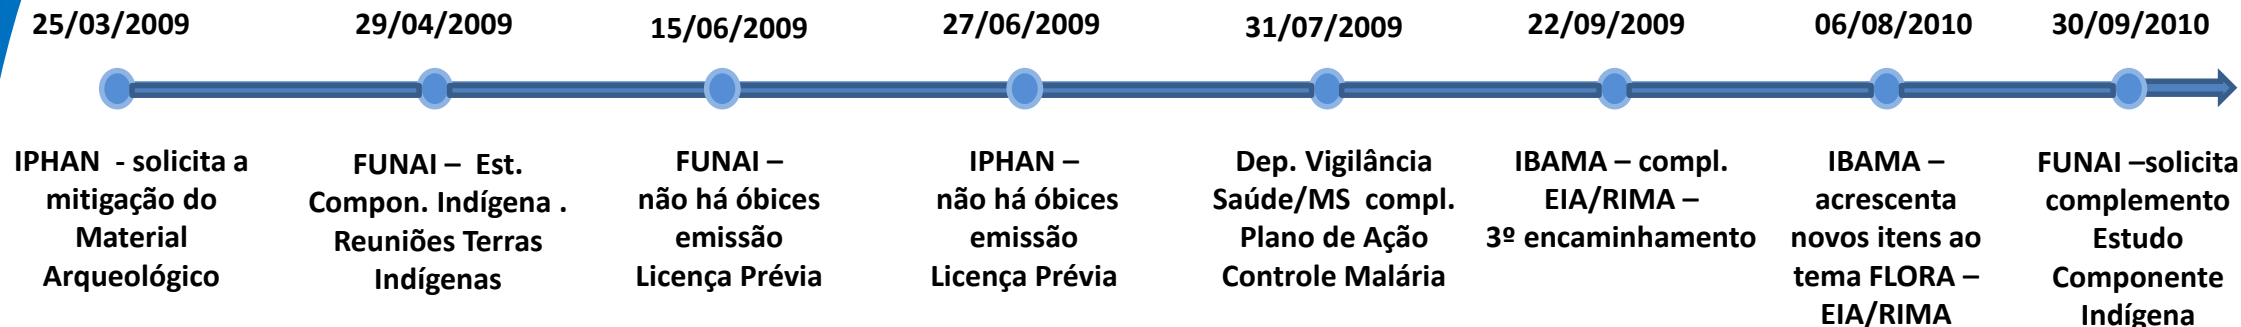 25/03/2009
29/04/2009
15/06/2009
27/06/2009
31/07/2009
22/09/2009
06/08/2010
30/09/2010
IPHAN - solicita a
mitigação do
Material
Arqueológico
FUNAI – Est.
Compon. Indígena .
Reuniões Terras
Indígenas
FUNAI –
não há óbices
emissão
Licença Prévia
IPHAN –
não há óbices
emissão
Licença Prévia
Dep. Vigilância
Saúde/MS compl.
Plano de Ação
Controle Malária
IBAMA – compl.
EIA/RIMA –
3º encaminhamento
IBAMA –
acrescenta
novos itens ao
tema FLORA –
EIA/RIMA
FUNAI –solicita
complemento
Estudo
Componente
Indígena